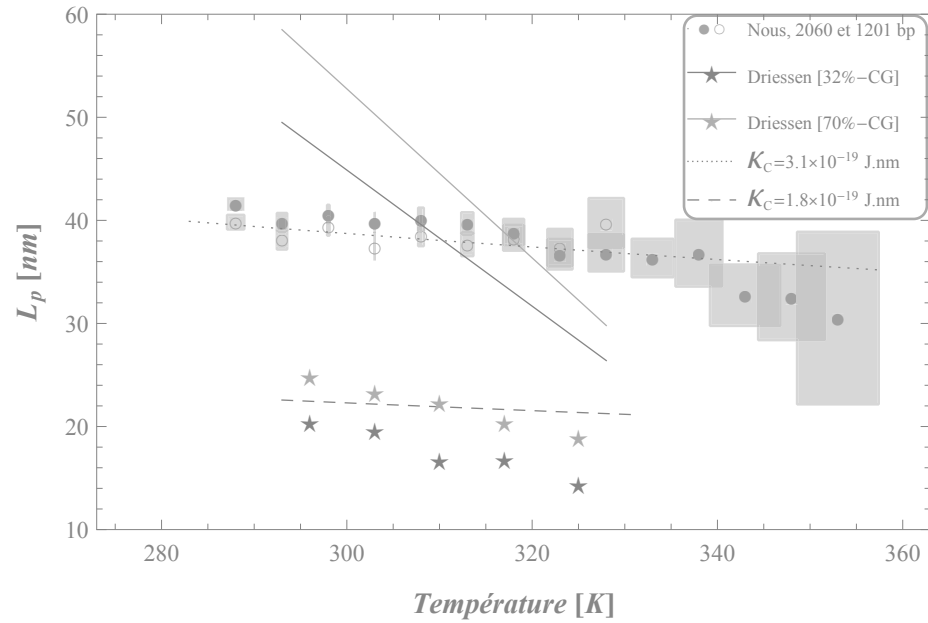 60
50
40
30
20
10
L_p [nm]
Nous, 2060 et 1201 bp
Driessen [32%−CG]
Driessen [70%−CG]
K_C=3.1×10⁻¹⁹ J.nm
K_C=1.8×10⁻¹⁹ J.nm
280 300 320 340 360
Température [K]